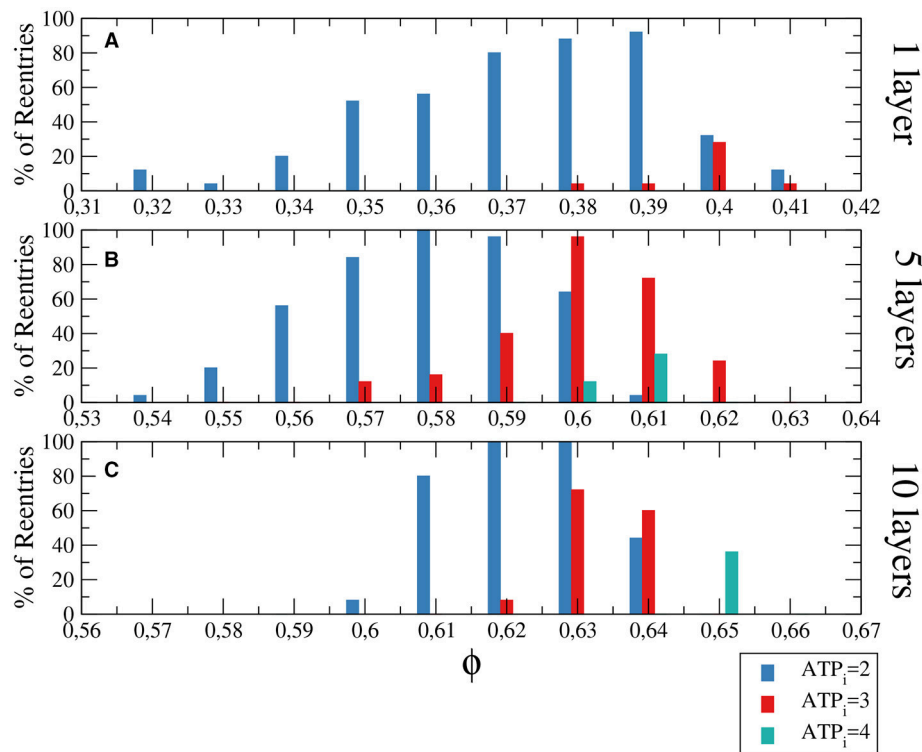 A
% of Reentries
100
80
60
40
20
0
0,31 0,32 0,33 0,34 0,35 0,36 0,37 0,38 0,39 0,4 0,41 0,42
1 layer
B
% of Reentries
100
80
60
40
20
0
0,53 0,54 0,55 0,56 0,57 0,58 0,59 0,6 0,61 0,62 0,63 0,64
5 layers
C
% of Reentries
100
80
60
40
20
0
0,56 0,57 0,58 0,59 0,6 0,61 0,62 0,63 0,64 0,65 0,66 0,67
10 layers
ϕ
ATPi=2
ATPi=3
ATPi=4